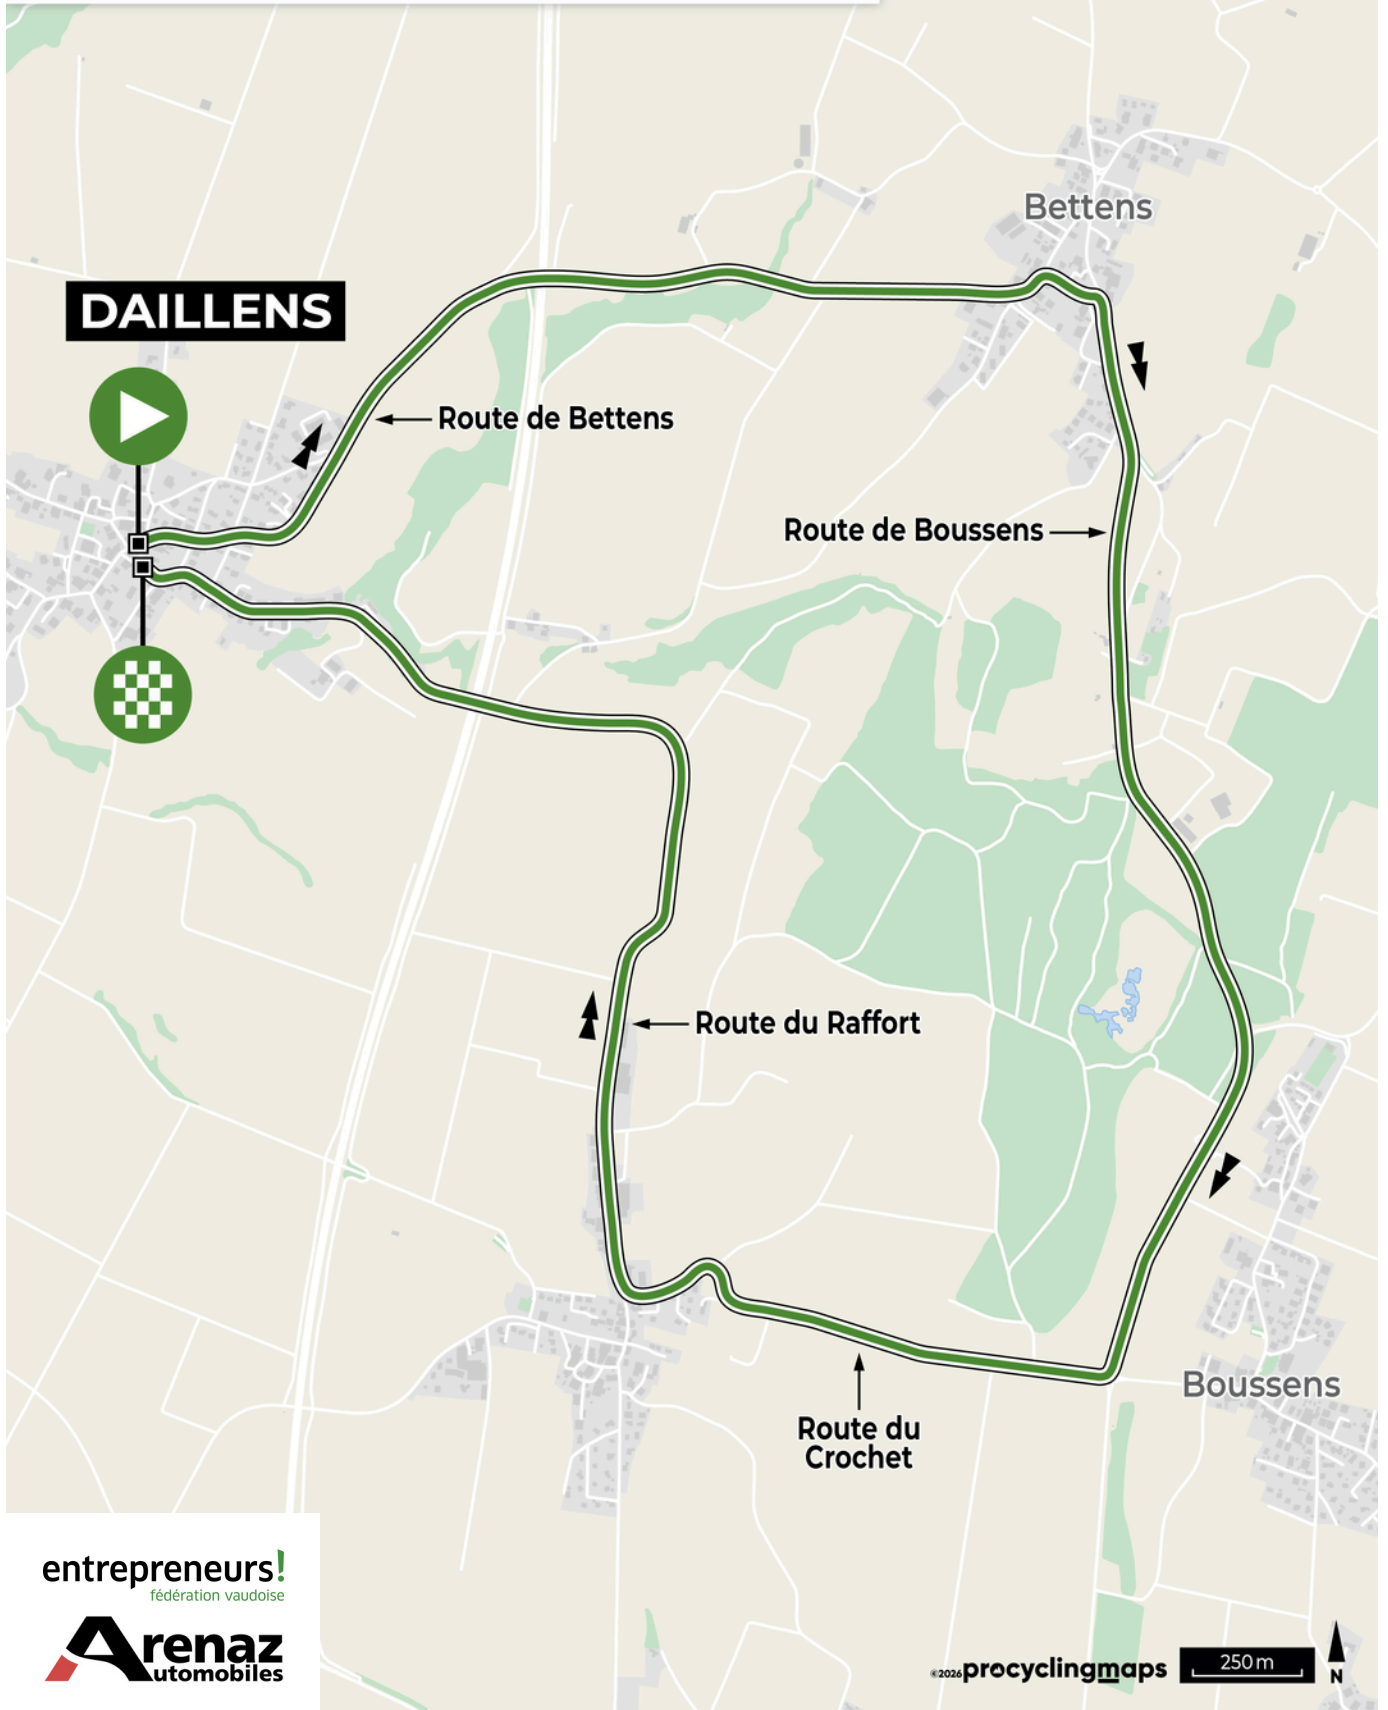 Bettens
DAILLENS
Route de Bettens
Route de Boussens
Route du Raffort
Route du
Crochet
Boussens
entrepreneurs!
fédération vaudoise
Arenaz
Automobiles
©2026 procyclingmaps
250 m
N